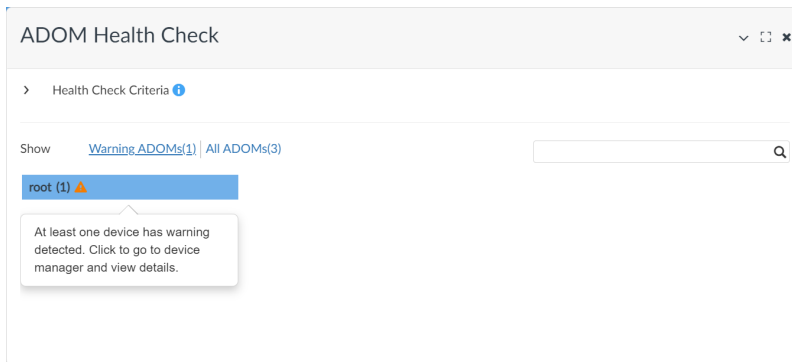 ADOM Health Check
Health Check Criteria
Show Warning ADOMs(1) All ADOMs(3)
root (1)
At least one device has warning
detected. Click to go to device
manager and view details.